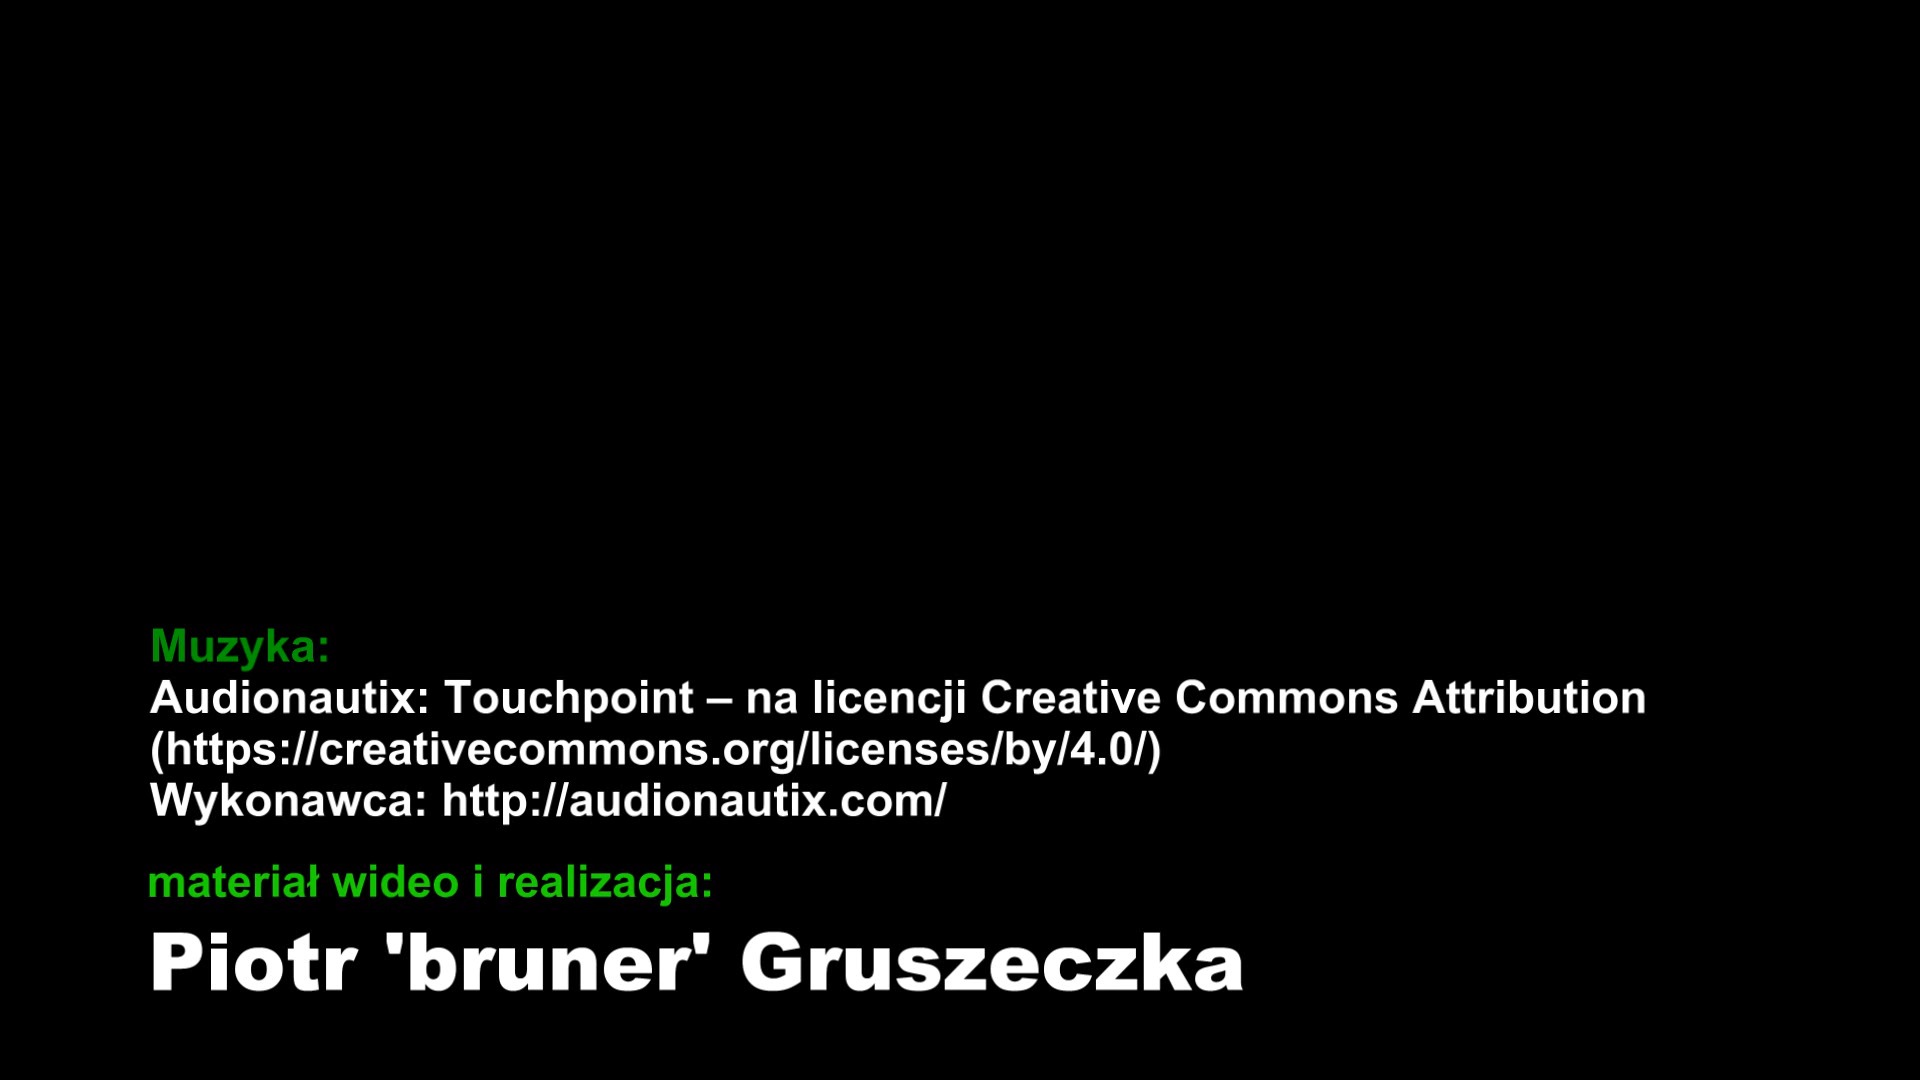 Muzyka:
Audionautix: Touchpoint – na licencji Creative Commons Attribution
(https://creativecommons.org/licenses/by/4.0/)
Wykonawca: http://audionautix.com/
materiał wideo i realizacja:
Piotr 'bruner' Gruszeczka